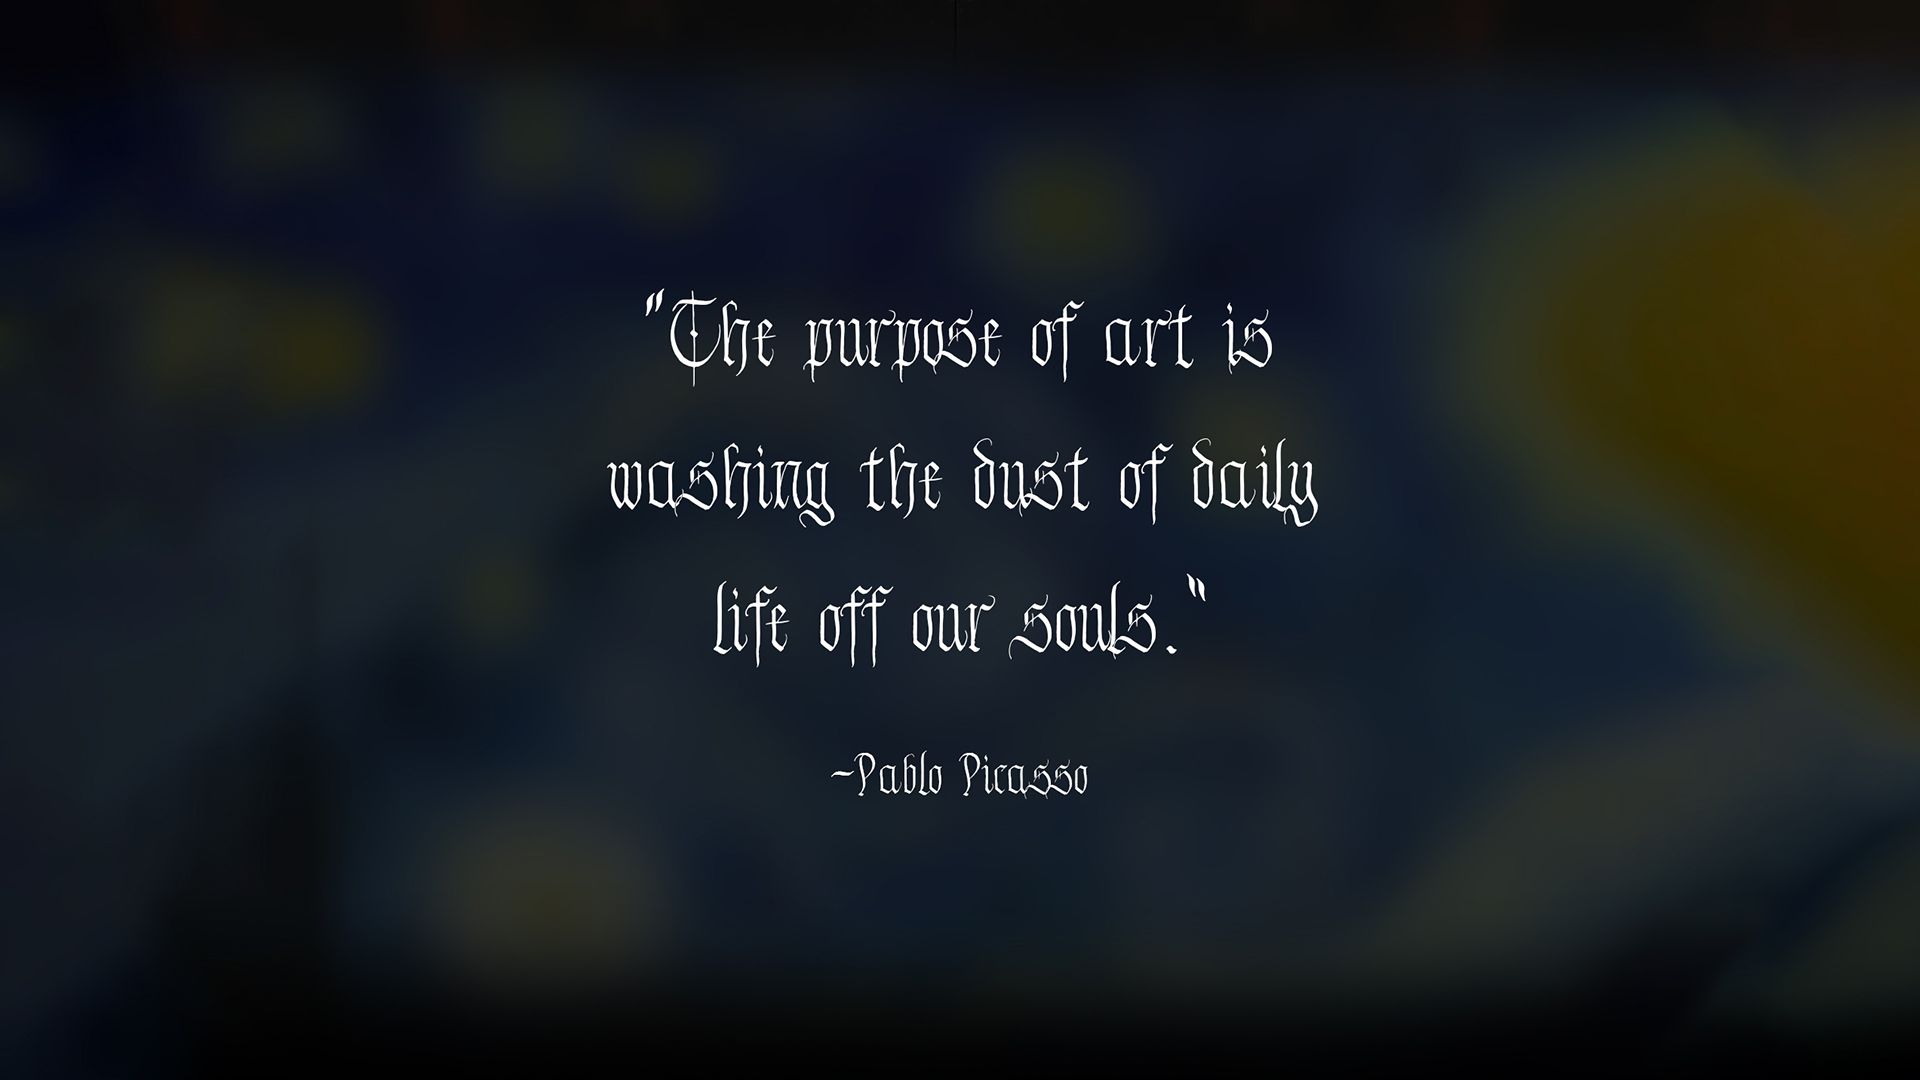 "The purpose of art is
washing the dust of daily
life off our souls."
~Pablo Picasso